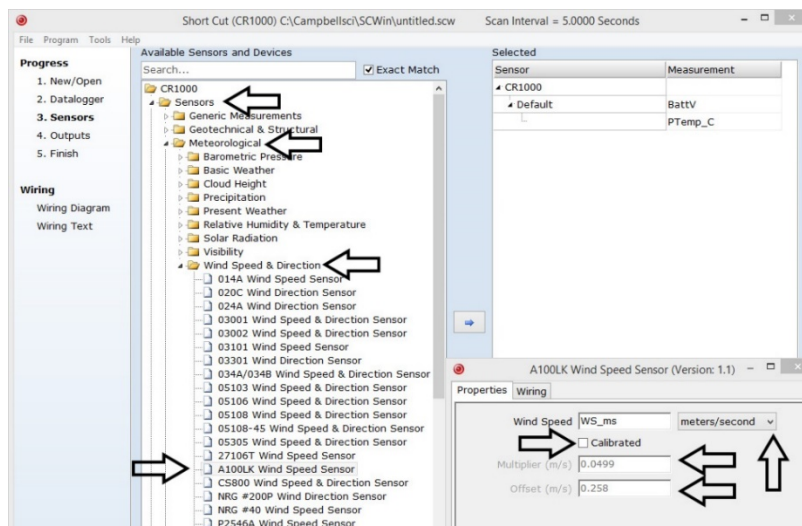 Short Cut (CR1000) C:\Campbellsci\SCWin\untitled.scw Scan Interval = 5.0000 Seconds
File Program Tools Help
Progress
1. New/Open
2. Datalogger
3. Sensors
4. Outputs
5. Finish
Wiring
Wiring Diagram
Wiring Text
Available Sensors and Devices
Search...
Exact Match
CR1000
Sensors
Generic Measurements
Geotechnical & Structural
Meteorological
Barometric Pressure
Basic Weather
Cloud Height
Precipitation
Present Weather
Relative Humidity & Temperature
Solar Radiation
Visibility
Wind Speed & Direction
014A Wind Speed Sensor
020C Wind Direction Sensor
024A Wind Direction Sensor
03001 Wind Speed & Direction Sensor
03002 Wind Speed & Direction Sensor
03101 Wind Speed Sensor
03301 Wind Direction Sensor
034A/034B Wind Speed & Direction Sensor
05103 Wind Speed & Direction Sensor
05106 Wind Speed & Direction Sensor
05108 Wind Speed & Direction Sensor
05108-45 Wind Speed & Direction Sensor
05305 Wind Speed & Direction Sensor
27106T Wind Speed Sensor
A100LK Wind Speed Sensor
CS800 Wind Speed & Direction Sensor
NRG #200P Wind Direction Sensor
NRG #40 Wind Speed Sensor
P2546A Wind Speed Sensor
Selected
Sensor Measurement
CR1000
Default BattV
PTemp_C
A100LK Wind Speed Sensor (Version: 1.1)
Properties Wiring
Wind Speed WS_ms meters/second
Calibrated
Multiplier (m/s) 0.0499
Offset (m/s) 0.258